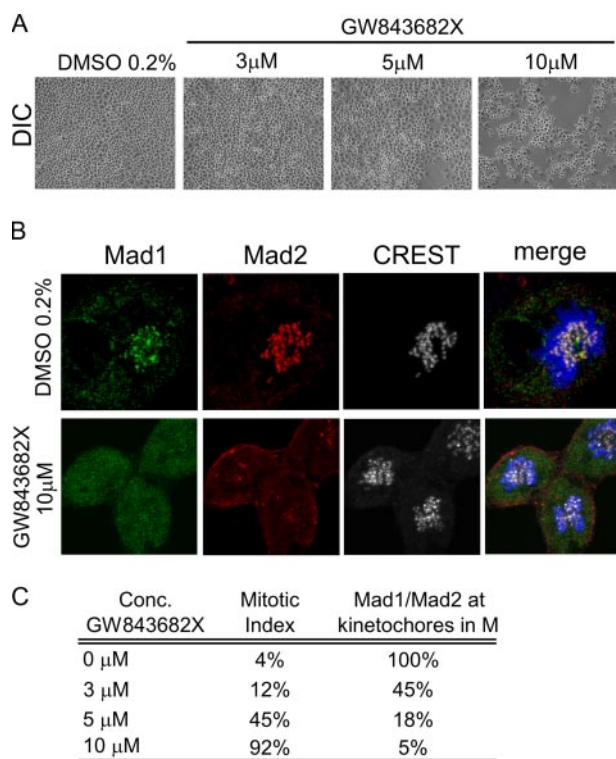 A
GW843682X
DMSO 0.2% 3μM 5μM 10μM
DIC
B
Mad1 Mad2 CREST merge
DMSO 0.2%
GW843682X
10μM
C
Conc. Mitotic Mad1/Mad2 at
GW843682X Index kinetochores in M
0 μM 4% 100%
3 μM 12% 45%
5 μM 45% 18%
10 μM 92% 5%